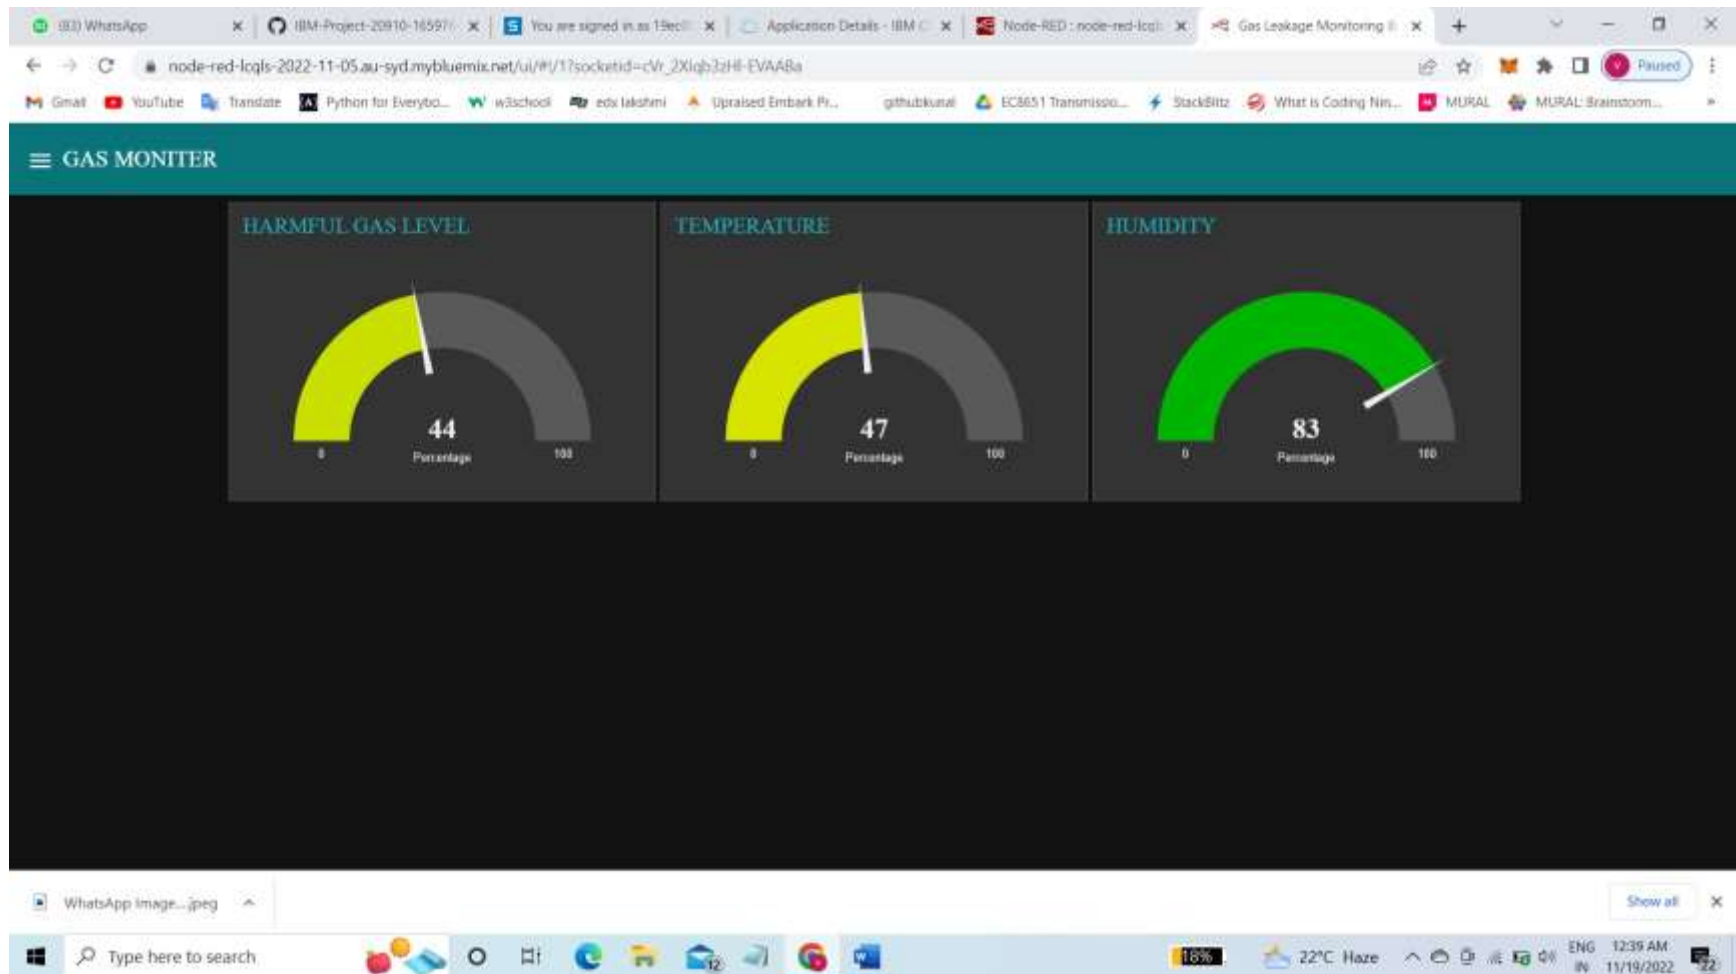 (83) WhatsApp
IBM-Project-20910-16597
You are signed in as 19ec
Application Details - IBM C
Node-RED : node-red-lcqls
Gas Leakage Monitoring
node-red-lcqls-2022-11-05.au-syd.mybluemix.net/ui/#!/1?socketid=cVr_2XIqb3zHl-EVAABa
Paused
Gmail
YouTube
Translate
Python for Everybo...
w3school
edx lakshmi
Upraised Embark Pr...
githubkunal
EC8651 Transmissio...
StackBlitz
What is Coding Nin...
MURAL
MURAL: Brainstorm...
GAS MONITER
HARMFUL GAS LEVEL
44
Percentage
0
100
TEMPERATURE
47
Percentage
0
100
HUMIDITY
83
Percentage
0
100
WhatsApp Image...jpeg
Show all
Type here to search
12
18%
22°C Haze
ENG
IN
12:39 AM
11/19/2022
22